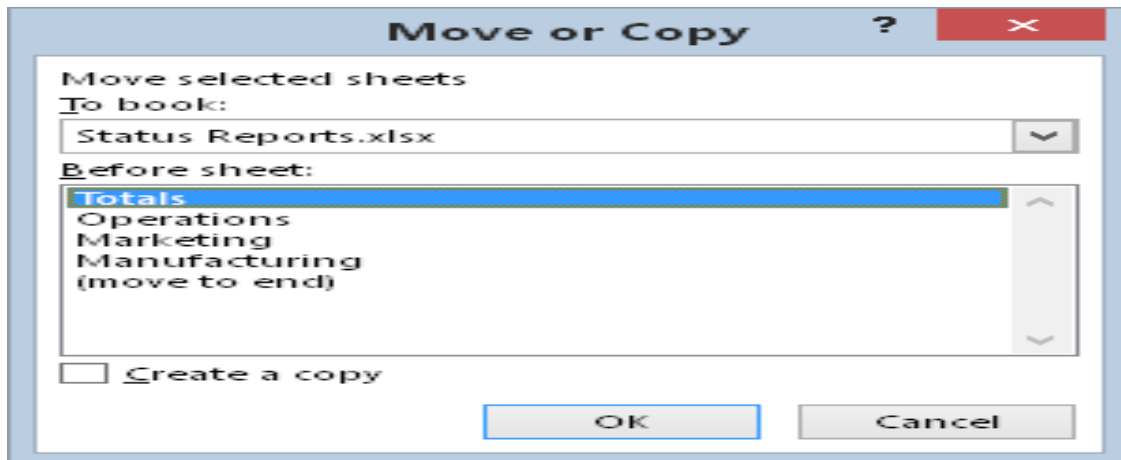 Move or Copy ?
Move selected sheets
To book:
Status Reports.xlsx
Before sheet:
Totals
Operations
Marketing
Manufacturing
(move to end)
Create a copy
OK Cancel